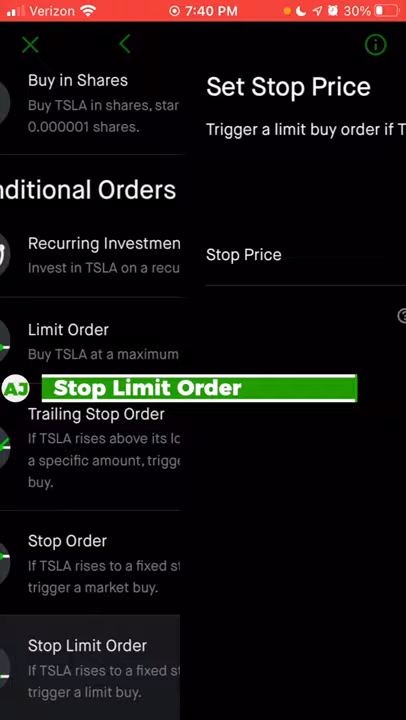 Verizon 7:40 PM 30%
Buy in Shares
Buy TSLA in shares, star
0.000001 shares.
nditional Orders
Recurring Investmen
Invest in TSLA on a recu
Limit Order
Buy TSLA at a maximum
AJ Stop Limit Order
Trailing Stop Order
If TSLA rises above its lo
a specific amount, trigge
buy.
Stop Order
If TSLA rises to a fixed st
trigger a market buy.
Stop Limit Order
If TSLA rises to a fixed st
trigger a limit buy.
Set Stop Price
Trigger a limit buy order if T
Stop Price